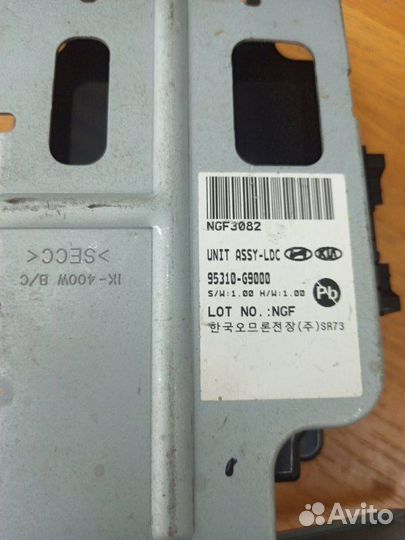 NGF3082
UNIT ASSY-LDC KIA
95310-G9000
S/W:1.00 H/W:1.00
Pb
LOT NO.:NGF
한국오므론전장(주)SR73
>SECC<
IK-400W B/C
Avito